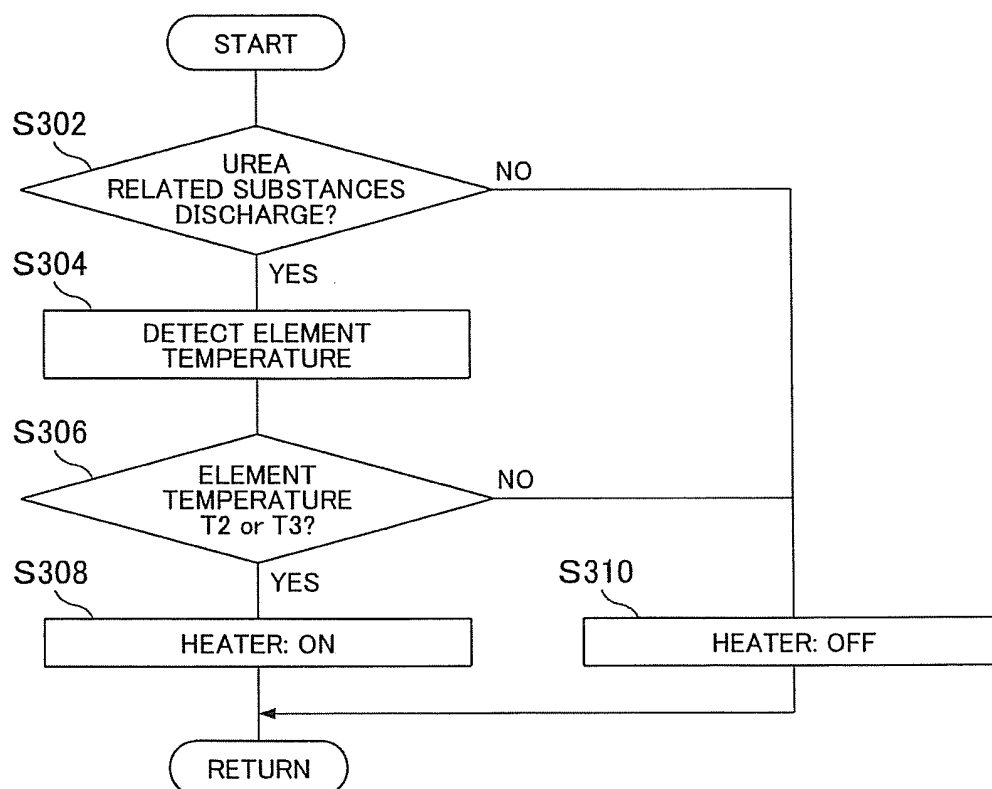 START
S302
UREA
RELATED SUBSTANCES
DISCHARGE?
NO
YES
S304
DETECT ELEMENT
TEMPERATURE
S306
ELEMENT
TEMPERATURE
T2 or T3?
NO
YES
S308
HEATER: ON
S310
HEATER: OFF
RETURN